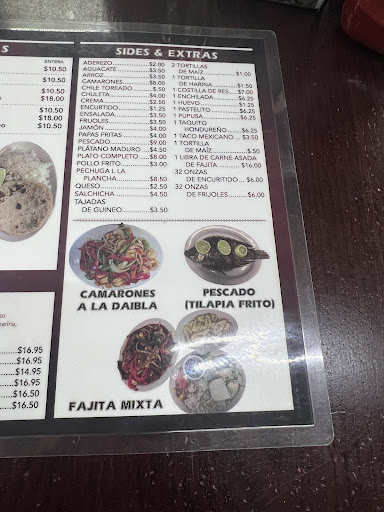 S
ENTERA
$10.50
$10.50
$10.50
$18.00
$18.00
$10.50
SIDES & EXTRAS
ADEREZO $2.00
AGUACATE $3.50
ARROZ $3.50
CAMARONES $8.00
CHILE TOREADO $.50
CHULETA $4.00
CREMA $2.50
ENCURTIDO $1.25
ENSALADA $3.50
FRIJOLES $3.50
JAMÓN $4.00
PAPAS FRITAS $4.00
PESCADO $9.00
PLÁTANO MADURO $4.50
PLATO COMPLETO $8.00
POLLO FRITO $3.00
PECHUGA L LA
PLANCHA $8.50
QUESO $2.50
SALCHICHA $4.50
TAJADAS
DE GUINEO $3.50
2 TORTILLAS
DE MAÍZ $1.00
1 TORTILLA
DE HARINA $1.50
1 COSTILLA DE RES $7.00
1 ENCHILADA $6.25
1 HUEVO $1.25
1 PASTELITO $6.25
1 PUPUSA $6.25
1 TAQUITO
HONDUREÑO $6.25
1 TACO MEXICANO $3.50
1 TORTILLA
DE MAÍZ $.50
1 LIBRA DE CARNE ASADA
DE FAJITA $16.00
32 ONZAS
DE ENCURTIDO $6.00
32 ONZAS
DE FRIJOLES $6.00
CAMARONES
A LA DAIBLA
PESCADO
(TILAPIA FRITO)
FAJITA MIXTA
$16.95
$16.95
$14.95
$16.95
$16.50
$16.50